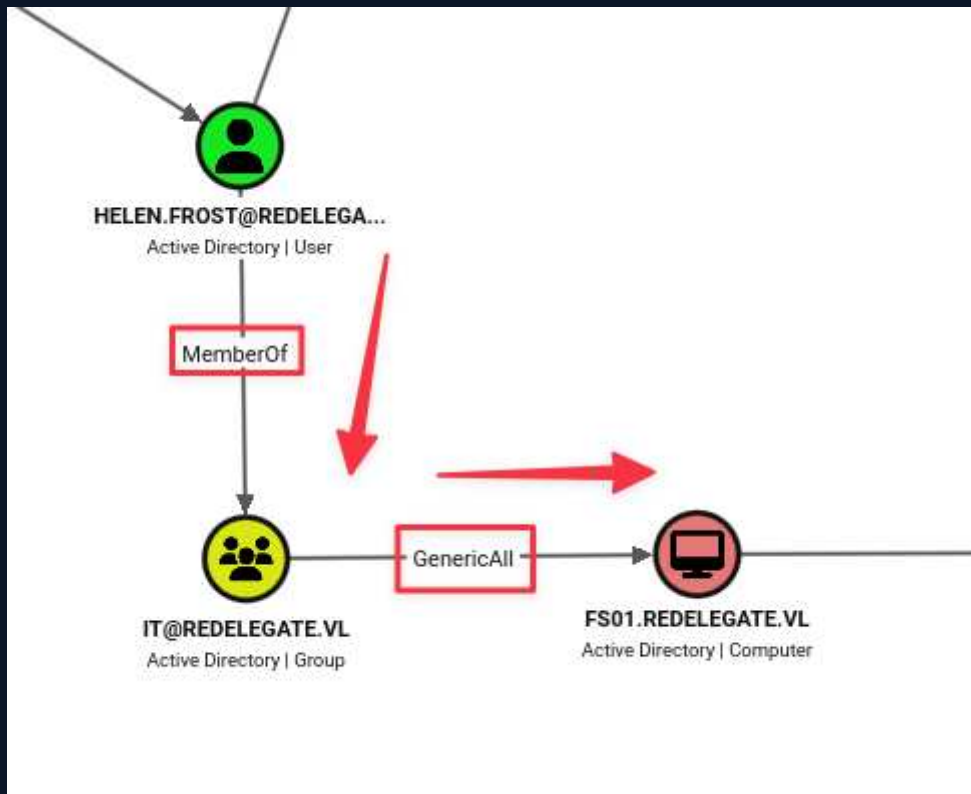 HELEN.FROST@REDELEGA...
Active Directory | User
MemberOf
GenericAll
IT@REDELEGATE.VL
Active Directory | Group
FS01.REDELEGATE.VL
Active Directory | Computer